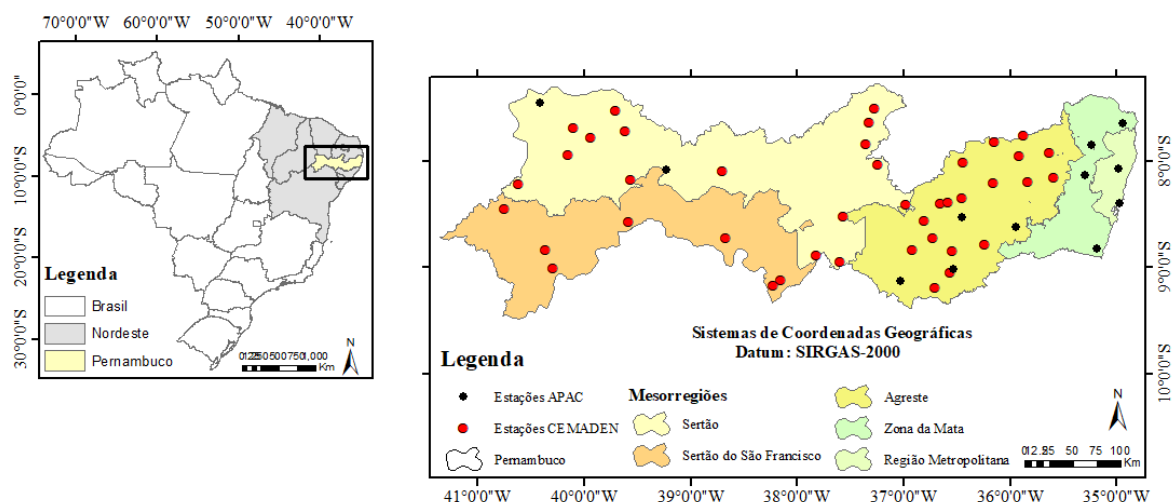 70°0'0"W 60°0'0"W 50°0'0"W 40°0'0"W
0°0'0"
10°0'0"S
20°0'0"S
30°0'0"S
Legenda
Brasil
Nordeste
Pernambuco
N
Km
8°0'0"S
9°0'0"S
10°0'0"S
Sistemas de Coordenadas Geográficas
Datum: SIRGAS-2000
Legenda
Estações APAC
Estações CEMADEN
Pernambuco
Mesorregiões
Sertão
Sertão do São Francisco
Agreste
Zona da Mata
Região Metropolitana
N
0 12.5 25 50 75 100
Km
41°0'0"W 40°0'0"W 39°0'0"W 38°0'0"W 37°0'0"W 36°0'0"W 35°0'0"W